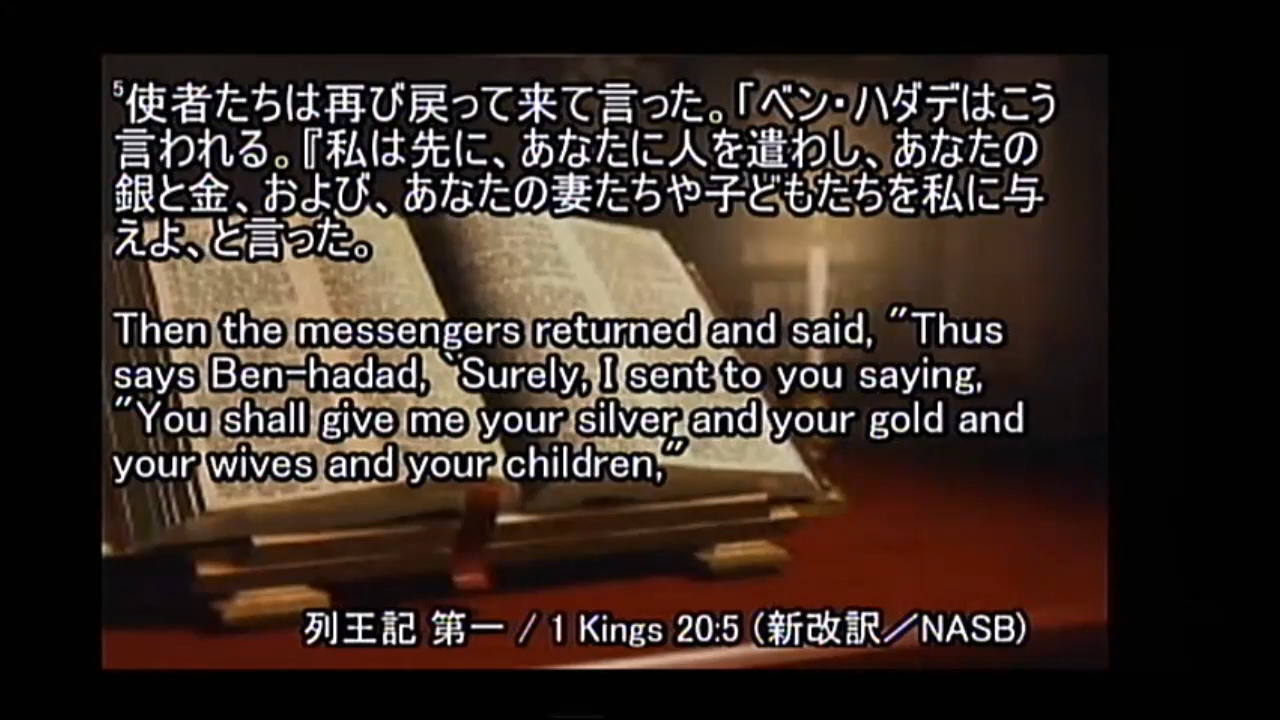 5使者たちは再び戻って来て言った。「ベン・ハダデはこう
言われる。『私は先に、あなたに人を遣わし、あなたの
銀と金、および、あなたの妻たちや子どもたちを私に与
えよ、と言った。
Then the messengers returned and said, "Thus
says Ben-hadad, `Surely, I sent to you saying,
"You shall give me your silver and your gold and
your wives and your children,"
列王記 第一 / 1 Kings 20:5 (新改訳／NASB)